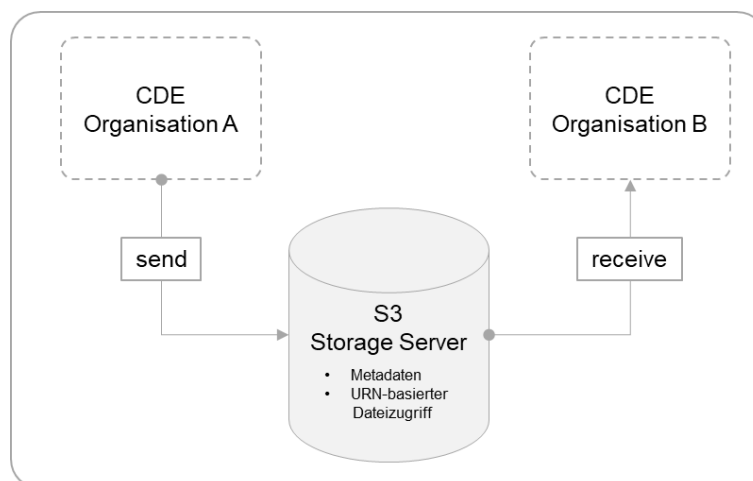 CDE
Organisation A
CDE
Organisation B
send
receive
S3
Storage Server
• Metadaten
• URN-basierter
Dateizugriff